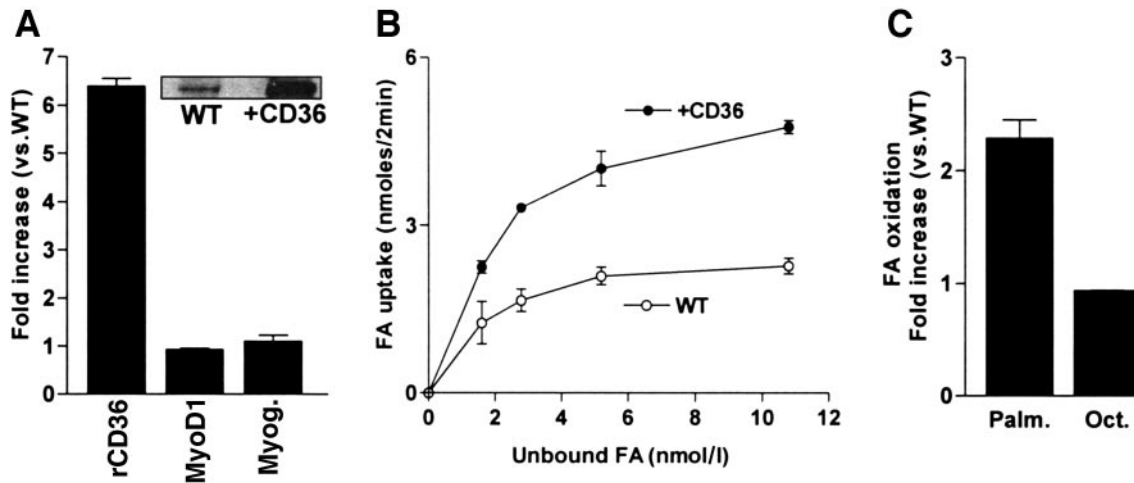 A
Fold increase (vs.WT)
7
6
5
4
3
2
1
0
WT +CD36
rCD36
MyoD1
Myog.
B
FA uptake (nmoles/2min)
6
3
0
+CD36
WT
0 2 4 6 8 10 12
Unbound FA (nmol/l)
C
FA oxidation
Fold increase (vs.WT)
3
2
1
0
Palm. Oct.